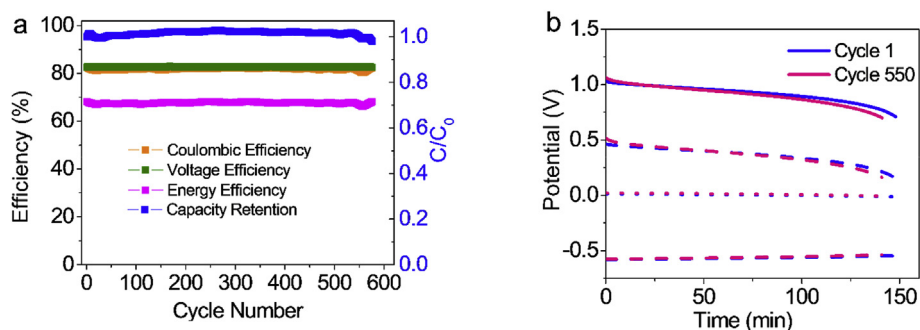 a
100
80
60
40
20
0
Efficiency (%)
0 100 200 300 400 500 600
Cycle Number
1.0
0.8
0.6
0.4
0.2
0.0
C/C₀
Coulombic Efficiency
Voltage Efficiency
Energy Efficiency
Capacity Retention
b
Cycle 1
Cycle 550
1.0
0.5
0.0
-0.5
Potential (V)
0 50 100 150
Time (min)